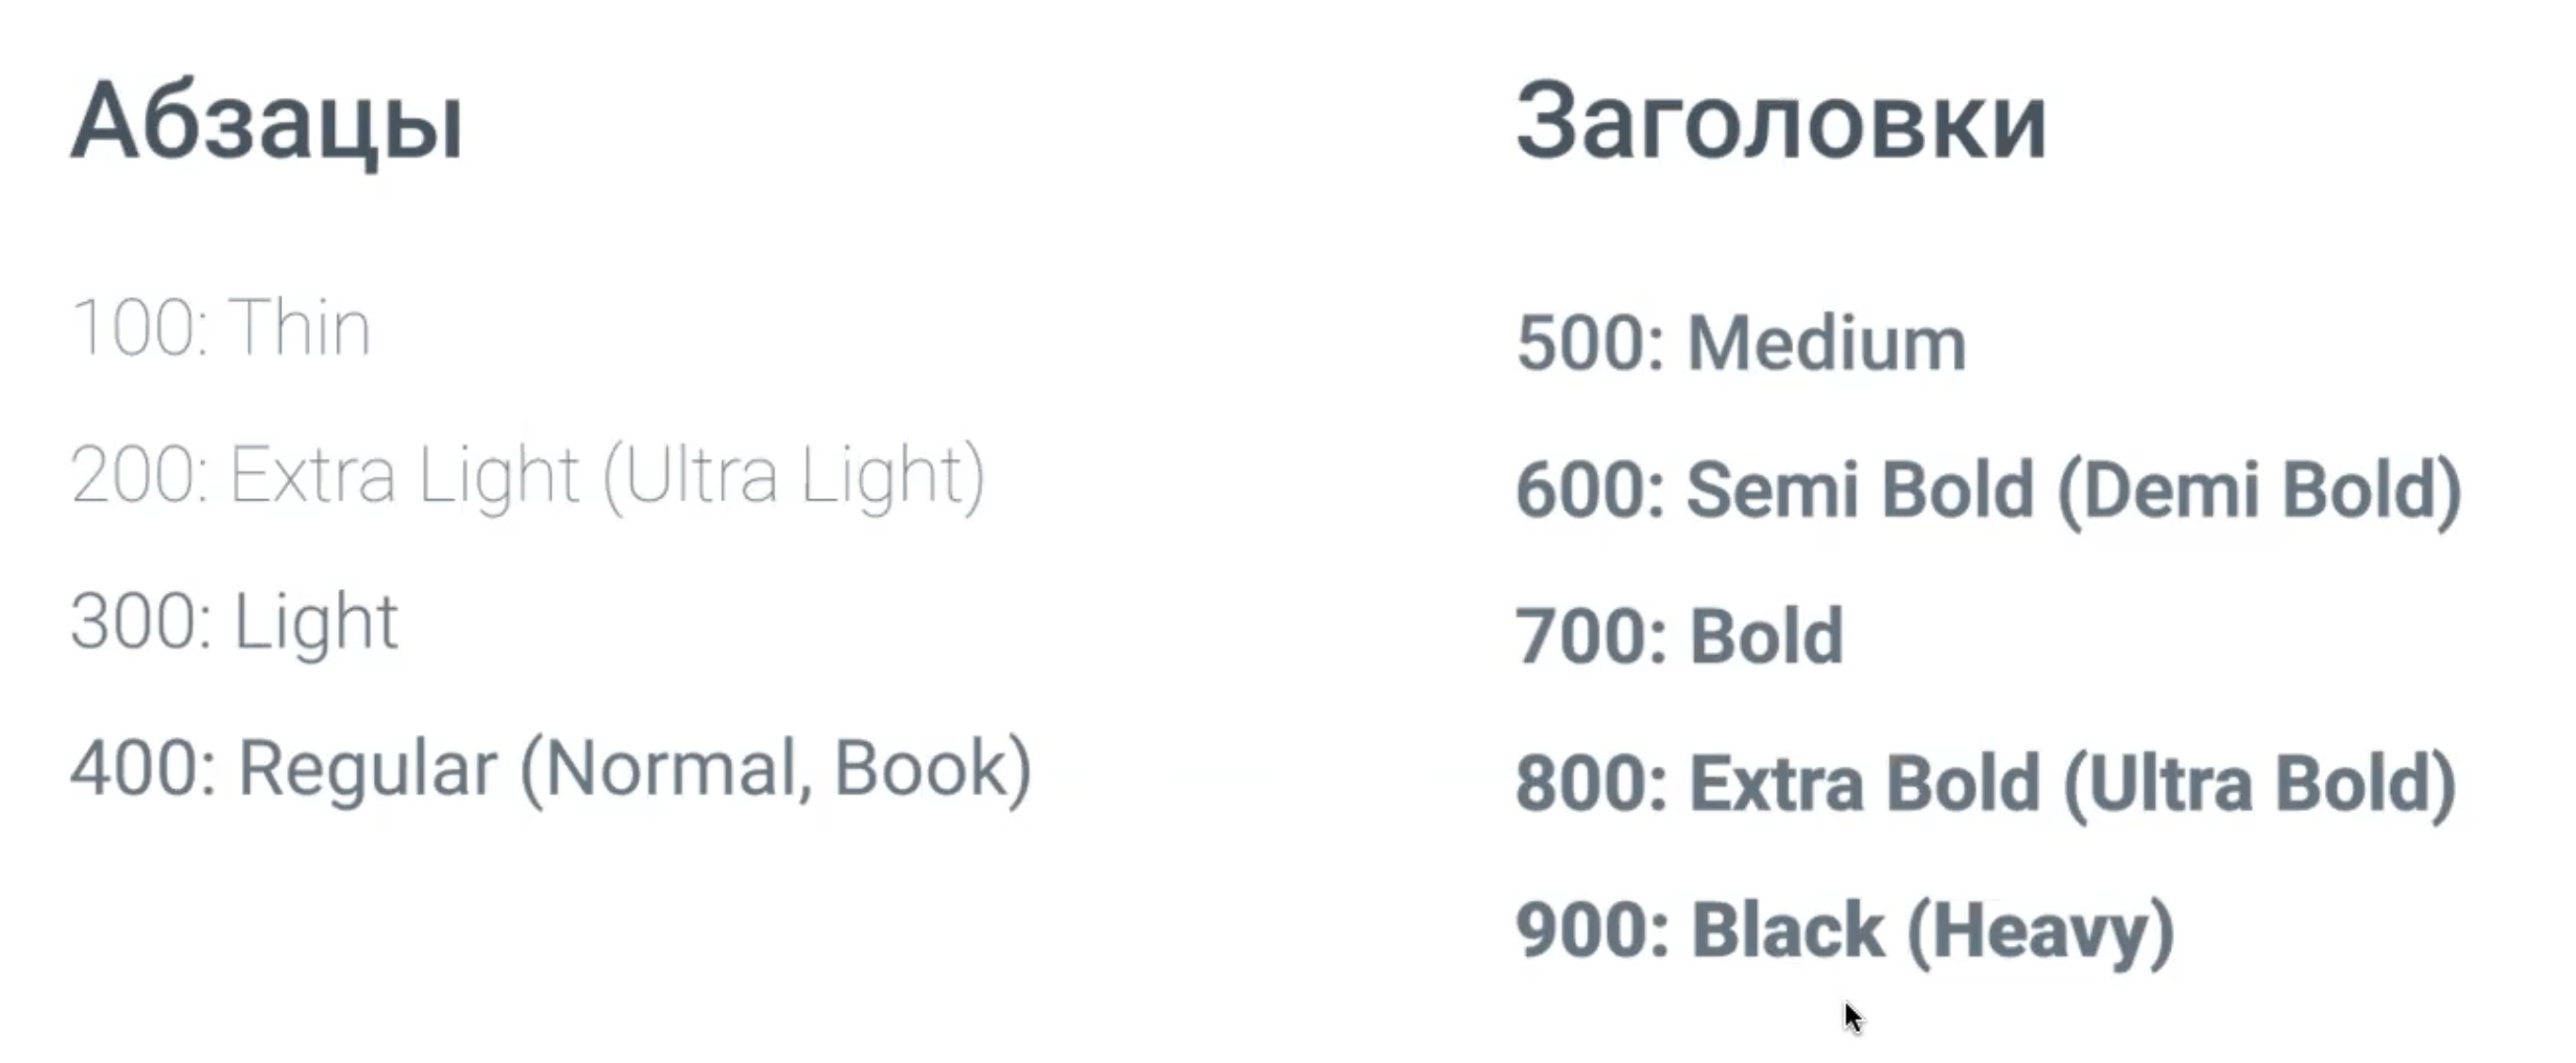 Абзацы
100: Thin
200: Extra Light (Ultra Light)
300: Light
400: Regular (Normal, Book)
Заголовки
500: Medium
600: Semi Bold (Demi Bold)
700: Bold
800: Extra Bold (Ultra Bold)
900: Black (Heavy)